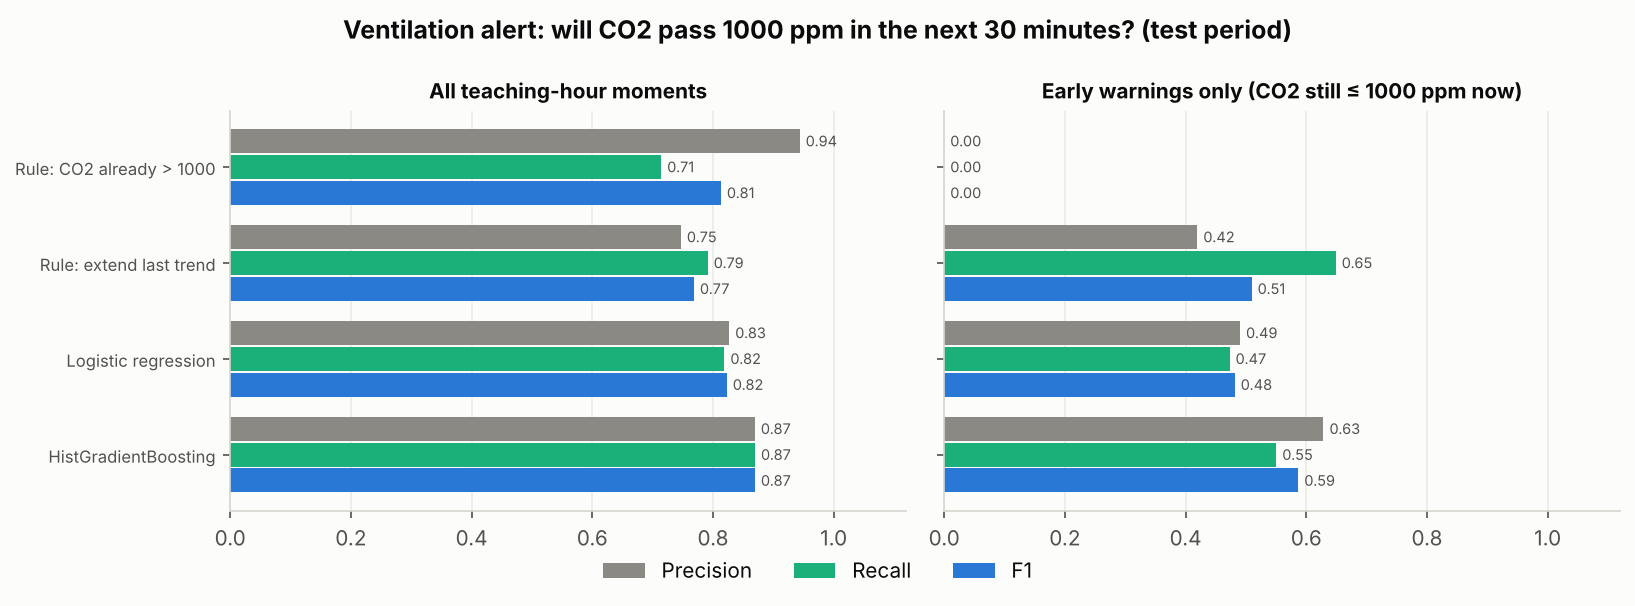 Ventilation alert: will CO2 pass 1000 ppm in the next 30 minutes? (test period)
All teaching-hour moments
Rule: CO2 already > 1000
0.94
0.71
0.81
Rule: extend last trend
0.75
0.79
0.77
Logistic regression
0.83
0.82
0.82
HistGradientBoosting
0.87
0.87
0.87
0.0 0.2 0.4 0.6 0.8 1.0
Early warnings only (CO2 still ≤ 1000 ppm now)
0.00
0.00
0.00
0.42
0.65
0.51
0.49
0.47
0.48
0.63
0.55
0.59
0.0 0.2 0.4 0.6 0.8 1.0
Precision Recall F1